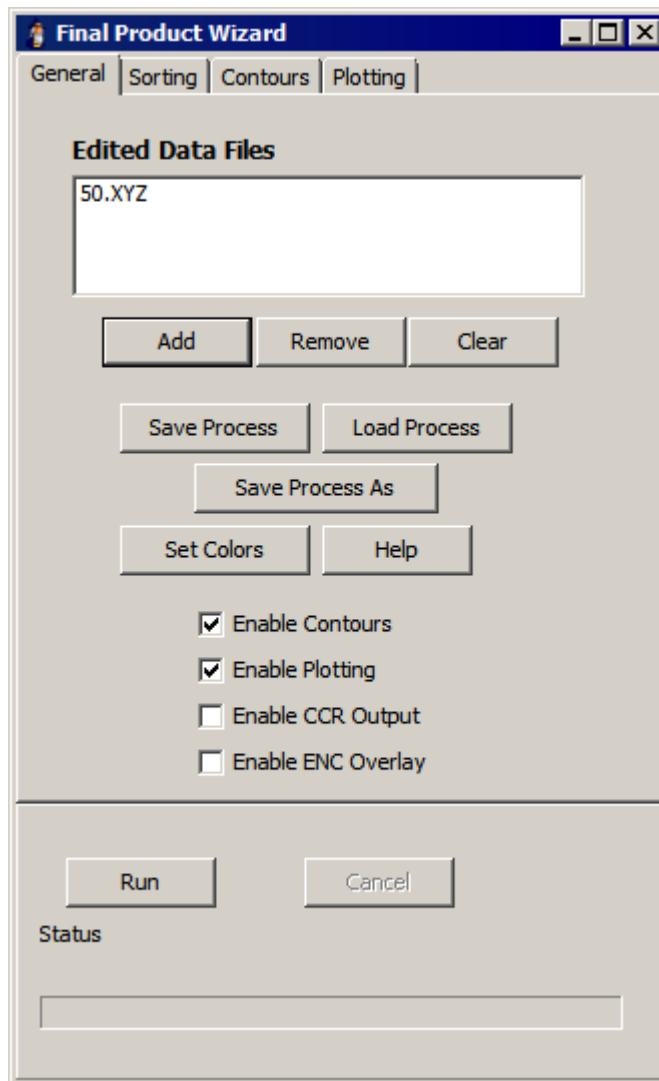 Final Product Wizard
General Sorting Contours Plotting
Edited Data Files
50.XYZ
Add Remove Clear
Save Process Load Process
Save Process As
Set Colors Help
Enable Contours
Enable Plotting
Enable CCR Output
Enable ENC Overlay
Run Cancel
Status